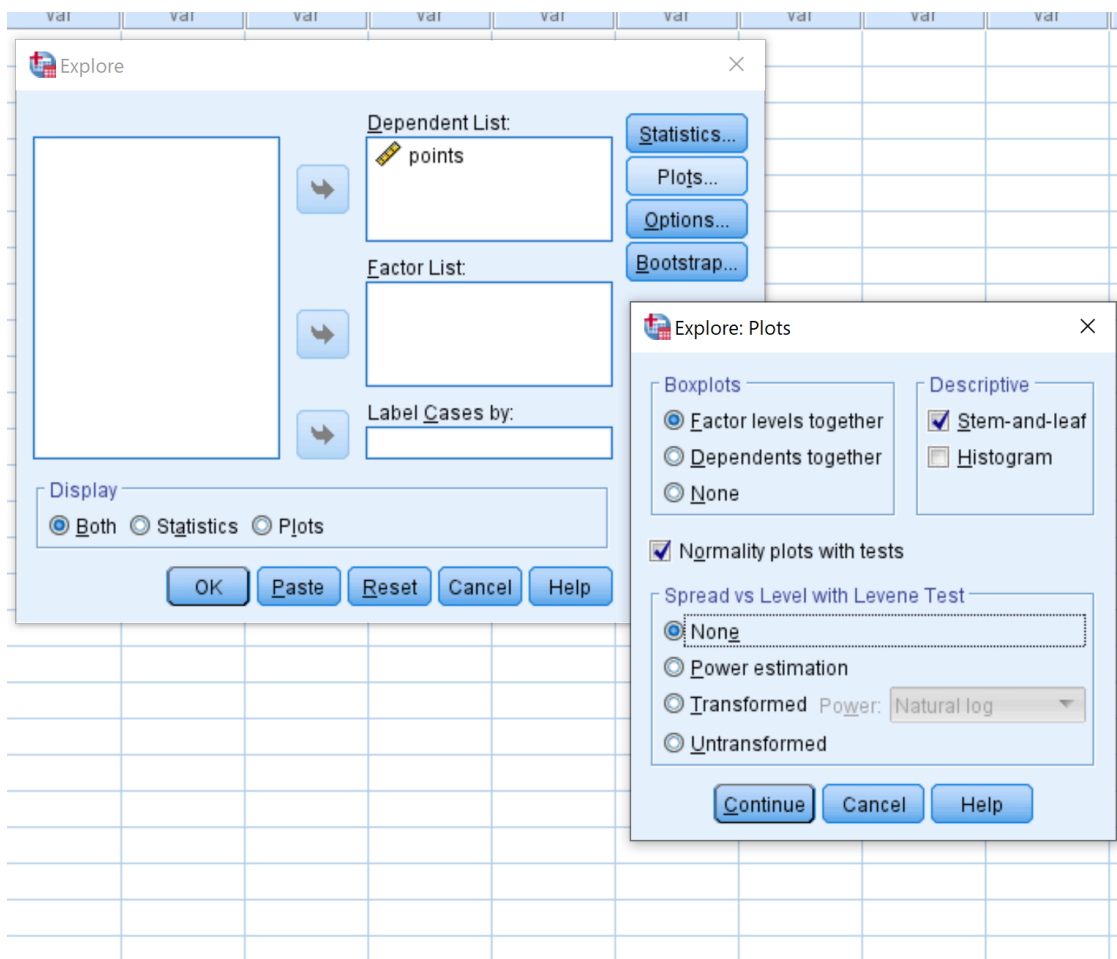 var var var var var var var var var
Explore
Dependent List:
points
Statistics...
Plots...
Options...
Bootstrap...
Factor List:
Label Cases by:
Display
Both Statistics Plots
OK Paste Reset Cancel Help
Explore: Plots
Boxplots
Factor levels together
Dependents together
None
Descriptive
Stem-and-leaf
Histogram
Normality plots with tests
Spread vs Level with Levene Test
None
Power estimation
Transformed Power: Natural log
Untransformed
Continue Cancel Help